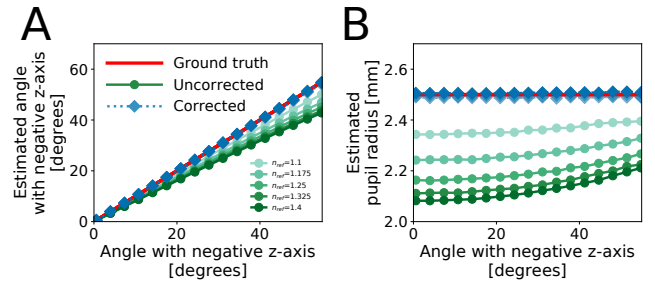 A
Estimated angle
with negative z-axis
[degrees]
60
40
20
0
Ground truth
Uncorrected
Corrected
n_ref=1.1
n_ref=1.175
n_ref=1.25
n_ref=1.325
n_ref=1.4
0 20 40
Angle with negative z-axis
[degrees]
B
Estimated
pupil radius [mm]
2.6
2.4
2.2
2.0
0 20 40
Angle with negative z-axis
[degrees]